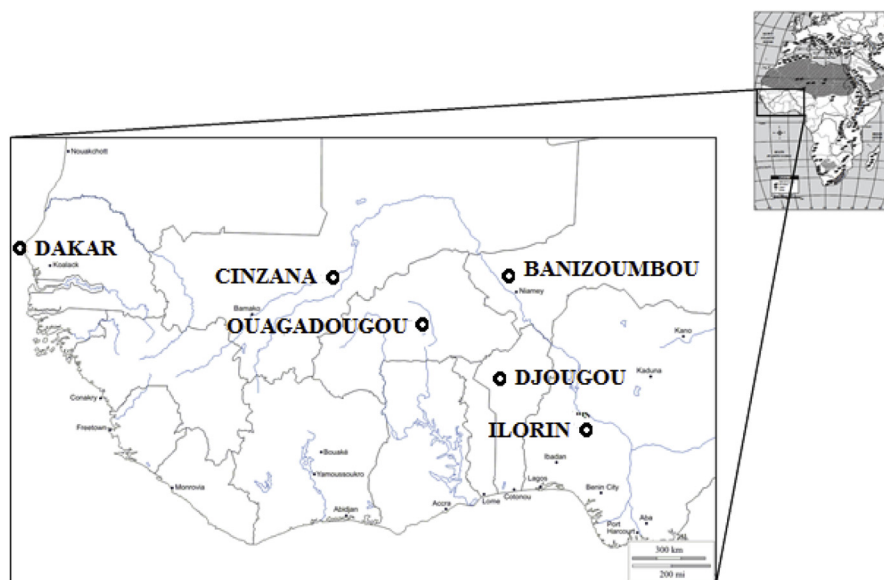 Nouakchott
DAKAR
Koalack
CINZANA
BANIZOUMBOU
Niamey
Bamako
OUAGADOUGOU
Kano
DJOUGOU
Kaduna
Conakry
ILORIN
Freetown
Bouaké
Ibadan
Yamoussoukro
Monrovia
Lagos
Benin City
Lome
Cotonou
Accra
Abidjan
Port
Harcourt
Aba
300 km
200 mi